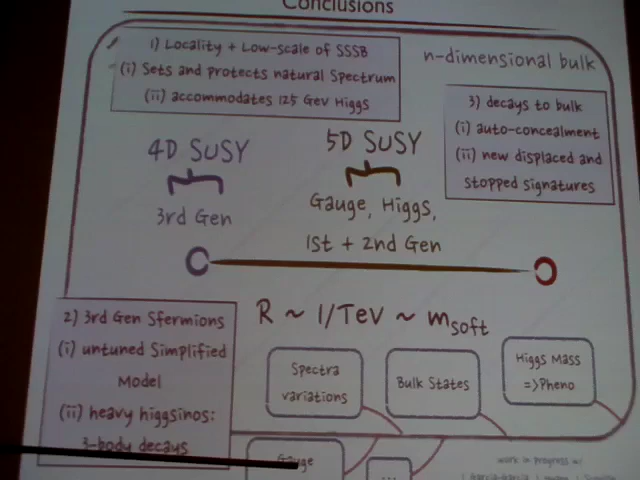 Conclusions
1) Locality + Low-scale of SSSB
(i) Sets and protects natural Spectrum
(ii) accommodates 125 GeV Higgs
n-dimensional bulk
3) decays to bulk
(i) auto-concealment
(ii) new displaced and
stopped signatures
4D SUSY
3rd Gen
5D SUSY
Gauge, Higgs,
1st + 2nd Gen
R ~ 1/TeV ~ msoft
2) 3rd Gen Sfermions
(i) untuned Simplified
Model
(ii) heavy higgsinos:
3-body decays
Spectra
variations
Bulk States
Higgs Mass
=>Pheno
Gauge
...
work in progress w/